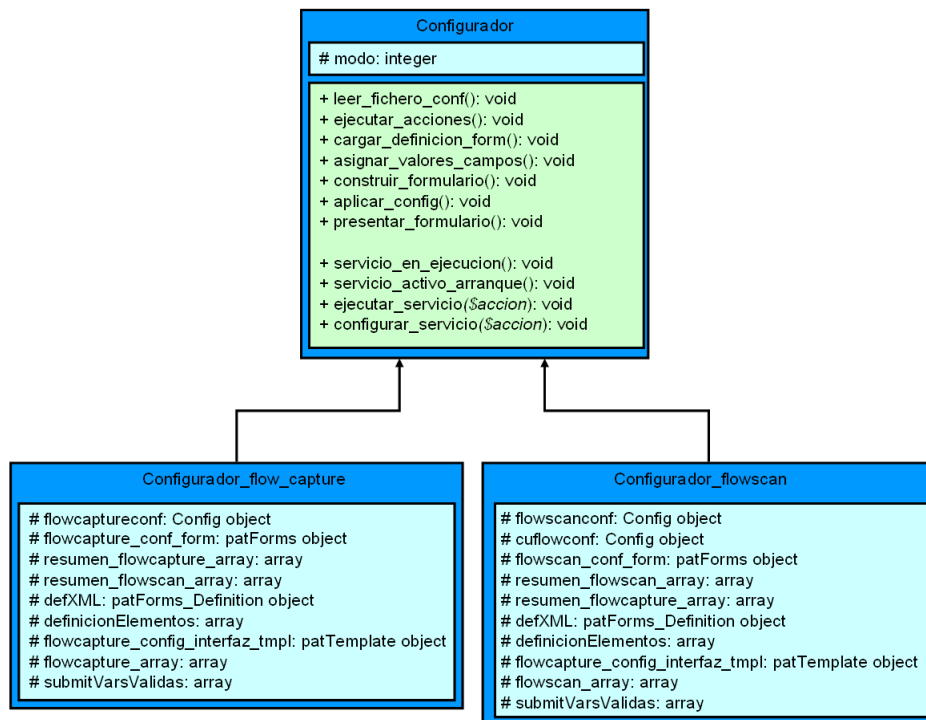 Configurador
# modo: integer
+ leer_fichero_conf(): void
+ ejecutar_acciones(): void
+ cargar_definicion_form(): void
+ asignar_valores_campos(): void
+ construir_formulario(): void
+ aplicar_config(): void
+ presentar_formulario(): void
+ servicio_en_ejecucion(): void
+ servicio_activo_arranque(): void
+ ejecutar_servicio($accion): void
+ configurar_servicio($accion): void
Configurador_flow_capture
# flowcaptureconf: Config object
# flowcapture_conf_form: patForms object
# resumen_flowcapture_array: array
# resumen_flowscan_array: array
# defXML: patForms_Definition object
# definicionElementos: array
# flowcapture_config_interfaz_tmpl: patTemplate object
# flowcapture_array: array
# submitVarsValidas: array
Configurador_flowscan
# flowscanconf: Config object
# cuflowconf: Config object
# flowscan_conf_form: patForms object
# resumen_flowscan_array: array
# resumen_flowcapture_array: array
# defXML: patForms_Definition object
# definicionElementos: array
# flowcapture_config_interfaz_tmpl: patTemplate object
# flowscan_array: array
# submitVarsValidas: array